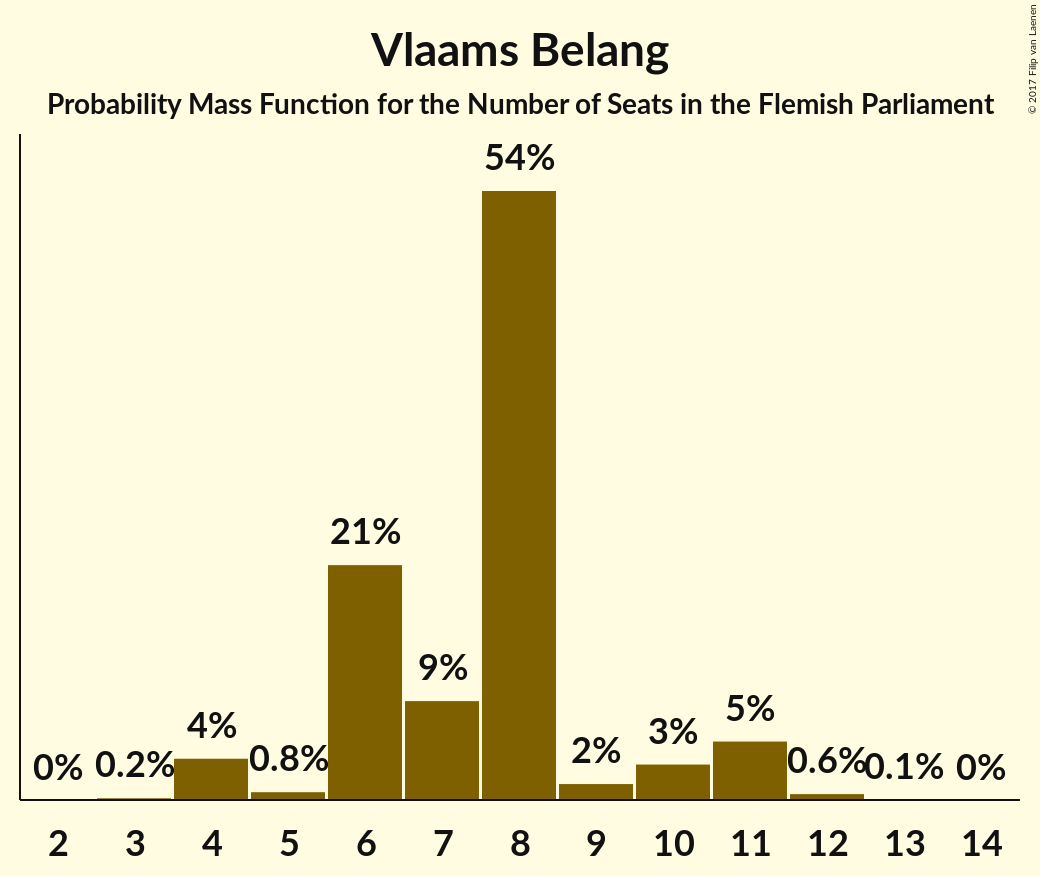 Vlaams Belang
Probability Mass Function for the Number of Seats in the Flemish Parliament
© 2017 Filip van Laenen
54%
21%
9%
4%
0% 0.2% 0.8% 2% 3% 5% 0.6% 0.1% 0%
2 3 4 5 6 7 8 9 10 11 12 13 14